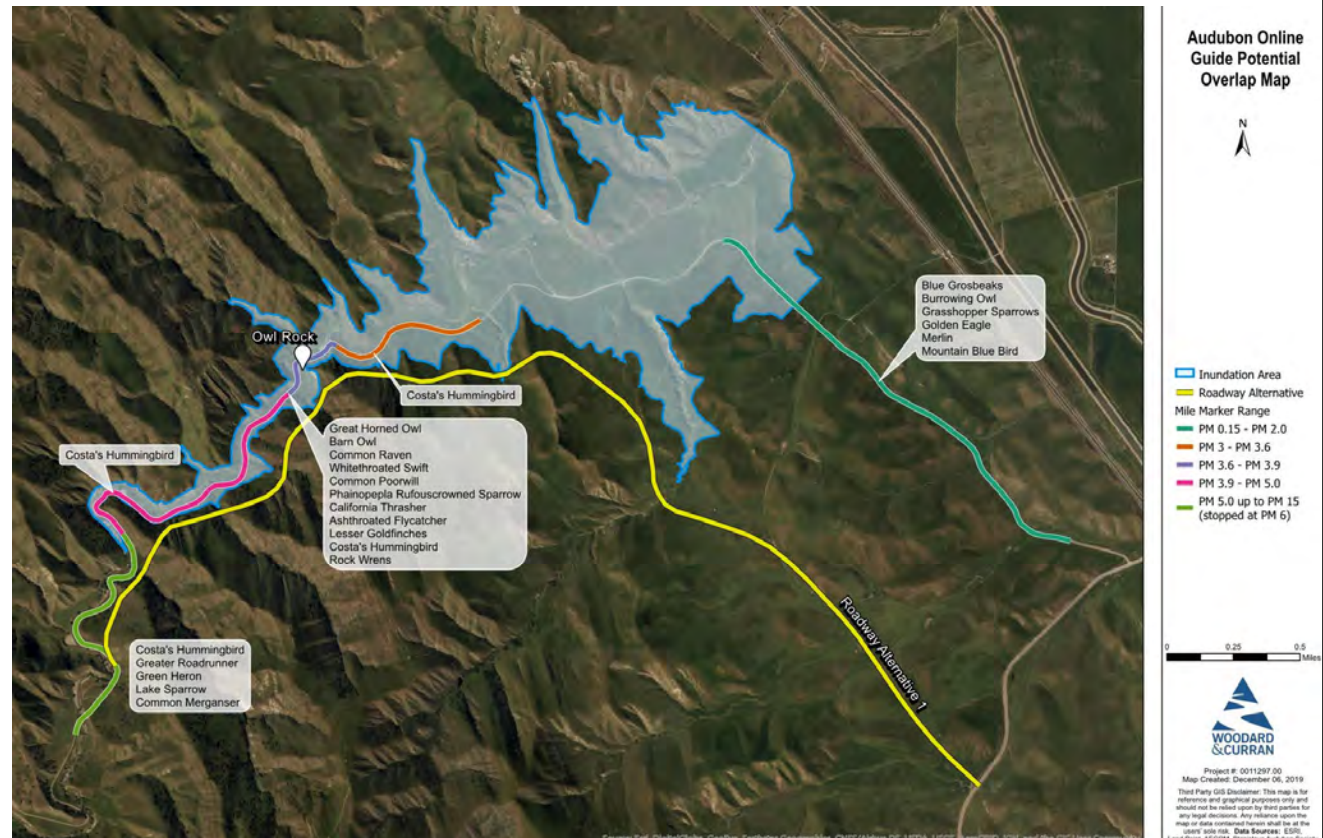 Audubon Online
Guide Potential
Overlap Map
N
Blue Grosbeaks
Burrowing Owl
Grasshopper Sparrows
Golden Eagle
Merlin
Mountain Blue Bird
Owl Rock
Costa's Hummingbird
Great Horned Owl
Barn Owl
Common Raven
Whitethroated Swift
Common Poorwill
Phainopepla Rufouscrowned Sparrow
California Thrasher
Ashthroated Flycatcher
Lesser Goldfinches
Costa's Hummingbird
Rock Wrens
Costa's Hummingbird
Costa's Hummingbird
Greater Roadrunner
Green Heron
Lake Sparrow
Common Merganser
Roadway Alternative 1
Inundation Area
Roadway Alternative
Mile Marker Range
PM 0.15 - PM 2.0
PM 3 - PM 3.6
PM 3.6 - PM 3.9
PM 3.9 - PM 5.0
PM 5.0 up to PM 15
(stopped at PM 6)
0 0.25 0.5
Miles
WOODARD
&CURRAN
Project #: 0011297.00
Map Created: December 06, 2019
Third Party GIS Disclaimer: This map is for
reference and graphical purposes only and
should not be relied upon by third parties for
any legal decisions. Any reliance upon the
map or data contained herein shall be at the
users' sole risk. Data Sources: ESRI,